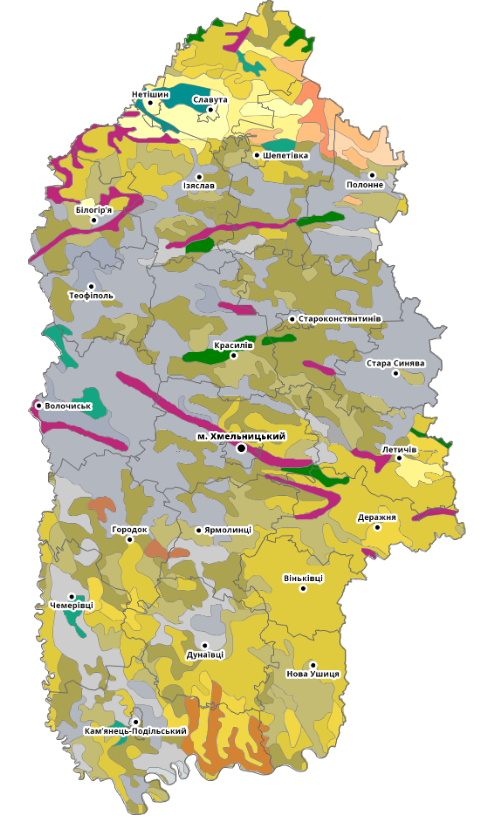 Нетішин
Славута
Шепетівка
Ізяслав
Полонне
Білогір'я
Теофіполь
Староконстянтинів
Красилів
Стара Синява
Волочиськ
м. Хмельницький
Летичів
Деражня
Городок
Ярмолинці
Віньківці
Чемерівці
Дунаївці
Нова Ушиця
Кам'янець-Подільський